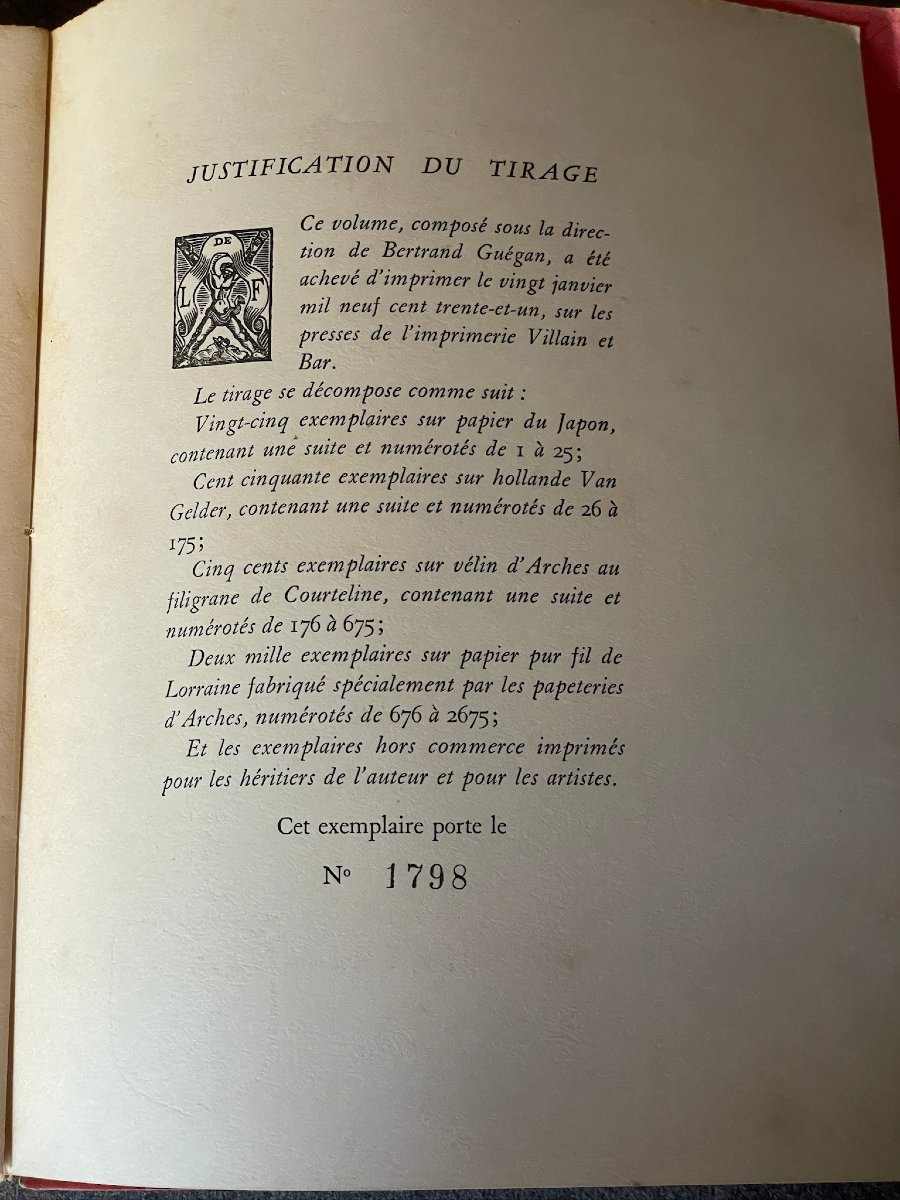 JUSTIFICATION DU TIRAGE
DE
L F
Ce volume, composé sous la direc-
tion de Bertrand Guégan, a été
achevé d'imprimer le vingt janvier
mil neuf cent trente-et-un, sur les
presses de l'imprimerie Villain et
Bar.
Le tirage se décompose comme suit :
Vingt-cinq exemplaires sur papier du Japon,
contenant une suite et numérotés de 1 à 25;
Cent cinquante exemplaires sur hollande Van
Gelder, contenant une suite et numérotés de 26 à
175;
Cinq cents exemplaires sur vélin d'Arches au
filigrane de Courteline, contenant une suite et
numérotés de 176 à 675;
Deux mille exemplaires sur papier pur fil de
Lorraine fabriqué spécialement par les papeteries
d'Arches, numérotés de 676 à 2675;
Et les exemplaires hors commerce imprimés
pour les héritiers de l'auteur et pour les artistes.
Cet exemplaire porte le
Nº 1798